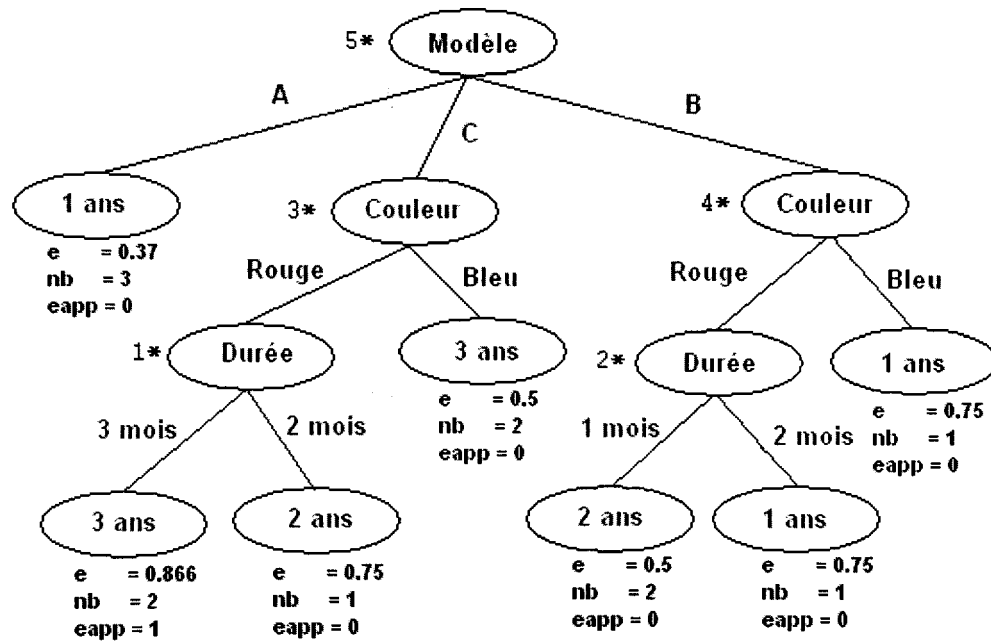 5* Modèle
A
C
B
1 ans
e = 0.37
nb = 3
eapp = 0
3* Couleur
4* Couleur
Rouge
Bleu
Rouge
Bleu
1* Durée
3 ans
e = 0.5
nb = 2
eapp = 0
2* Durée
1 ans
e = 0.75
nb = 1
eapp = 0
3 mois
2 mois
1 mois
2 mois
3 ans
e = 0.866
nb = 2
eapp = 1
2 ans
e = 0.75
nb = 1
eapp = 0
2 ans
e = 0.5
nb = 2
eapp = 0
1 ans
e = 0.75
nb = 1
eapp = 0